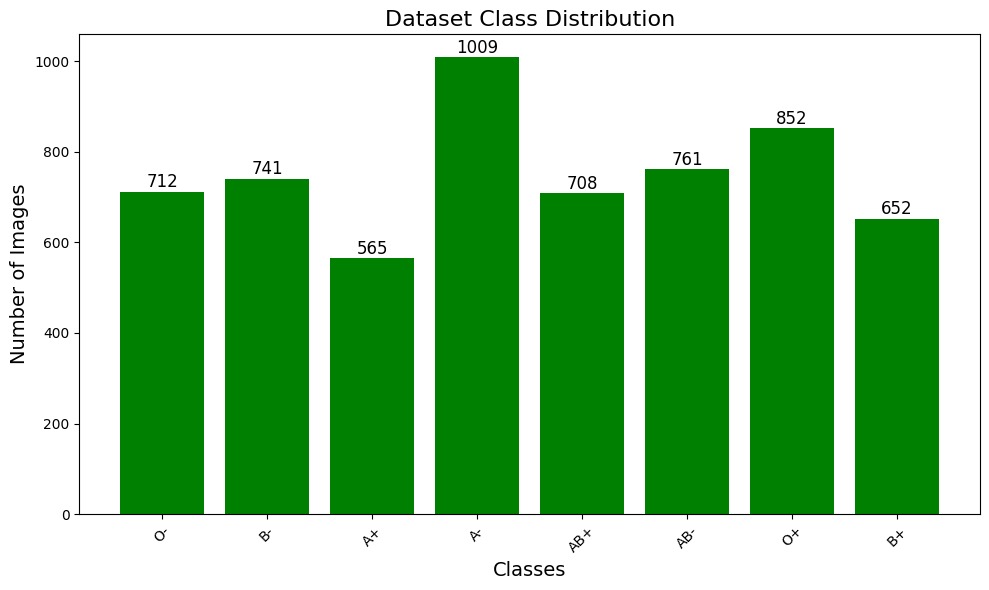 Dataset Class Distribution
Number of Images
1000
800
600
400
200
0
712
741
565
1009
708
761
852
652
O-
B-
A+
A-
AB+
AB-
O+
B+
Classes